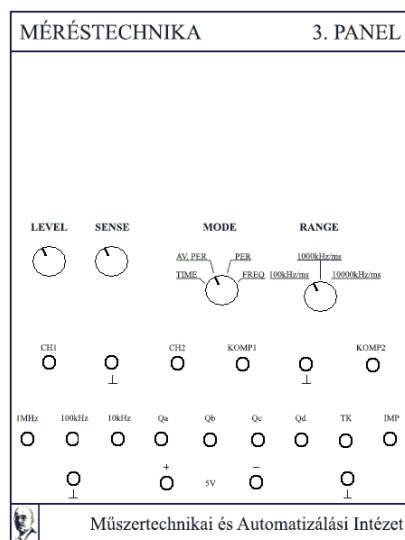 MÉRÉSTECHNIKA 3. PANEL
LEVEL SENSE MODE RANGE
AV. PER PER 1000kHz/ms
TIME FREQ 100kHz/ms 10000kHz/ms
CH1 CH2 KOMP1 KOMP2
1MHz 100kHz 10kHz Qa Qb Qc Qd TK IMP
+ 5V −
Műszertechnikai és Automatizálási Intézet